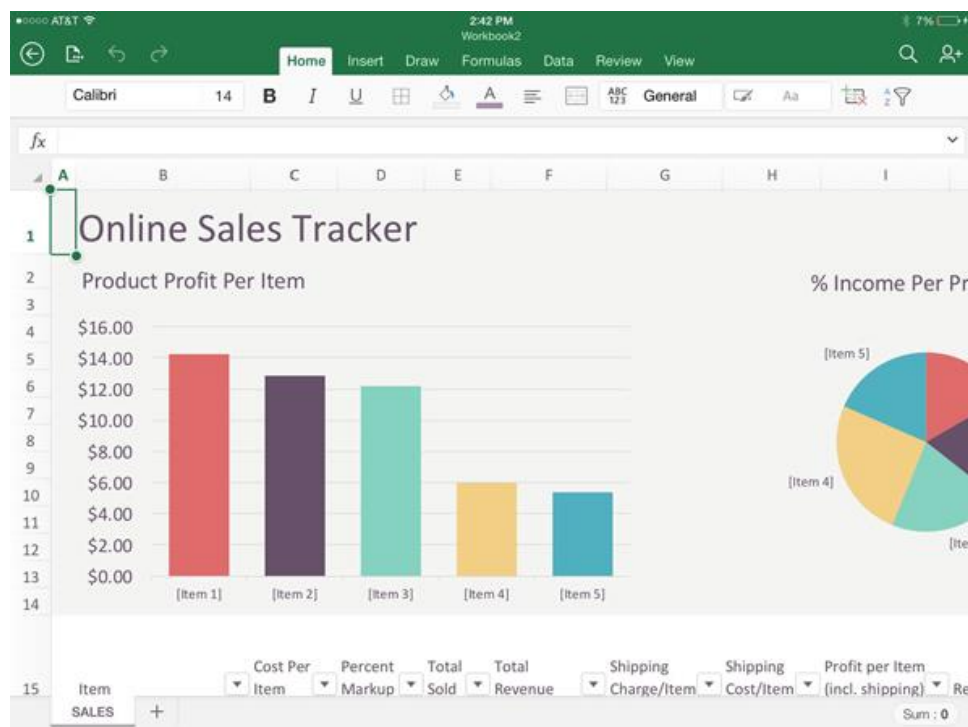 AT&T 2:42 PM 7%
Workbook2
Home Insert Draw Formulas Data Review View
Calibri 14 B I U A ABC 123 General Aa A Z
fx
A B C D E F G H I
1 Online Sales Tracker
2 Product Profit Per Item % Income Per Pr
3
4 $16.00
5 $14.00 [Item 5]
6 $12.00
7 $10.00
8 $8.00
9 $6.00
10 [Item 4]
11 $4.00
12 $2.00 [Ite
13 $0.00
14 [Item 1] [Item 2] [Item 3] [Item 4] [Item 5]
Cost Per Percent Total Total Shipping Shipping Profit per Item
15 Item Item Markup Sold Revenue Charge/Item Cost/Item (incl. shipping) Re
SALES + Sum : 0